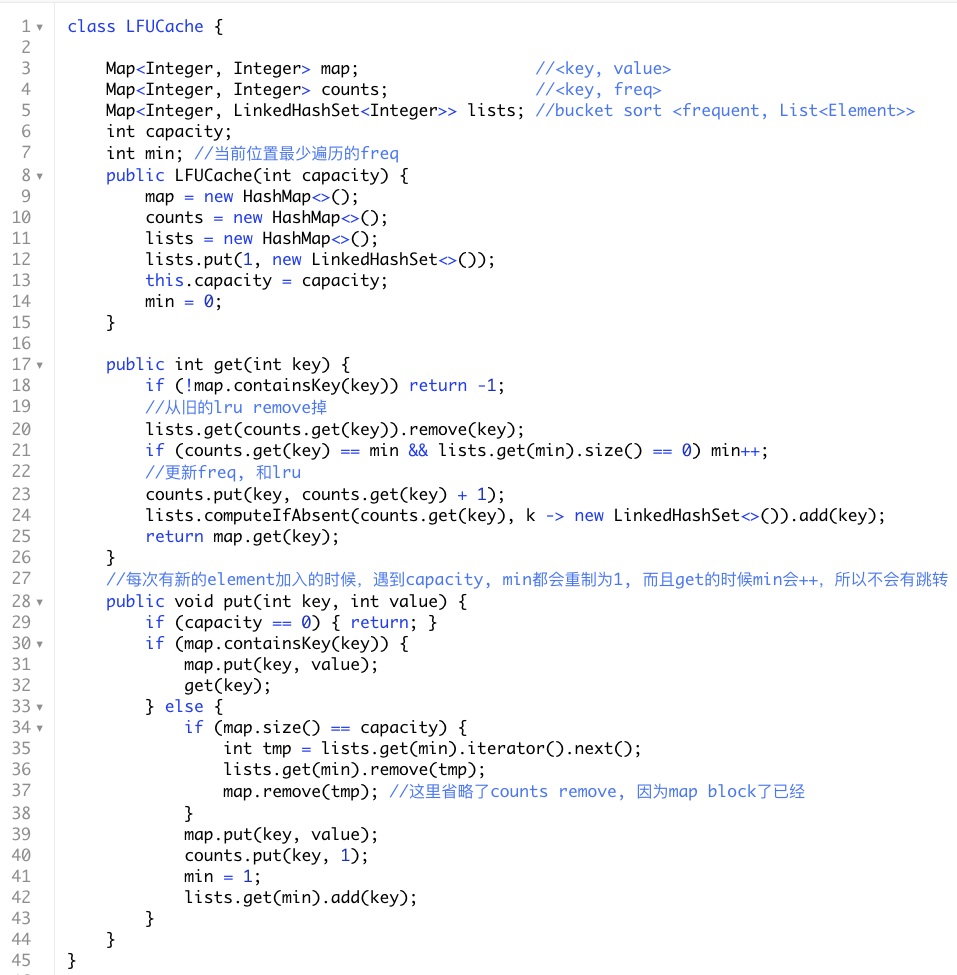 1 class LFUCache {
2
3 Map<Integer, Integer> map; //<key, value>
4 Map<Integer, Integer> counts; //<key, freq>
5 Map<Integer, LinkedHashSet<Integer>> lists; //bucket sort <frequent, List<Element>>
6 int capacity;
7 int min; //当前位置最少遍历的freq
8 public LFUCache(int capacity) {
9 map = new HashMap<>();
10 counts = new HashMap<>();
11 lists = new HashMap<>();
12 lists.put(1, new LinkedHashSet<>());
13 this.capacity = capacity;
14 min = 0;
15 }
16
17 public int get(int key) {
18 if (!map.containsKey(key)) return -1;
19 //从旧的lru remove掉
20 lists.get(counts.get(key)).remove(key);
21 if (counts.get(key) == min && lists.get(min).size() == 0) min++;
22 //更新freq, 和lru
23 counts.put(key, counts.get(key) + 1);
24 lists.computeIfAbsent(counts.get(key), k -> new LinkedHashSet<>()).add(key);
25 return map.get(key);
26 }
27 //每次有新的element加入的时候，遇到capacity, min都会重制为1, 而且get的时候min会++，所以不会有跳转
28 public void put(int key, int value) {
29 if (capacity == 0) { return; }
30 if (map.containsKey(key)) {
31 map.put(key, value);
32 get(key);
33 } else {
34 if (map.size() == capacity) {
35 int tmp = lists.get(min).iterator().next();
36 lists.get(min).remove(tmp);
37 map.remove(tmp); //这里省略了counts remove, 因为map block了已经
38 }
39 map.put(key, value);
40 counts.put(key, 1);
41 min = 1;
42 lists.get(min).add(key);
43 }
44 }
45 }